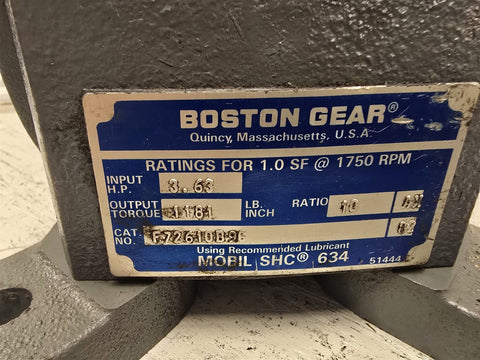 BOSTON GEAR®
Quincy, Massachusetts, U.S.A.
RATINGS FOR 1.0 SF @ 1750 RPM
INPUT H.P. 3.63
OUTPUT TORQUE 1181 LB. INCH RATIO 10
CAT. NO.
Using Recommended Lubricant
MOBIL SHC® 634 51444